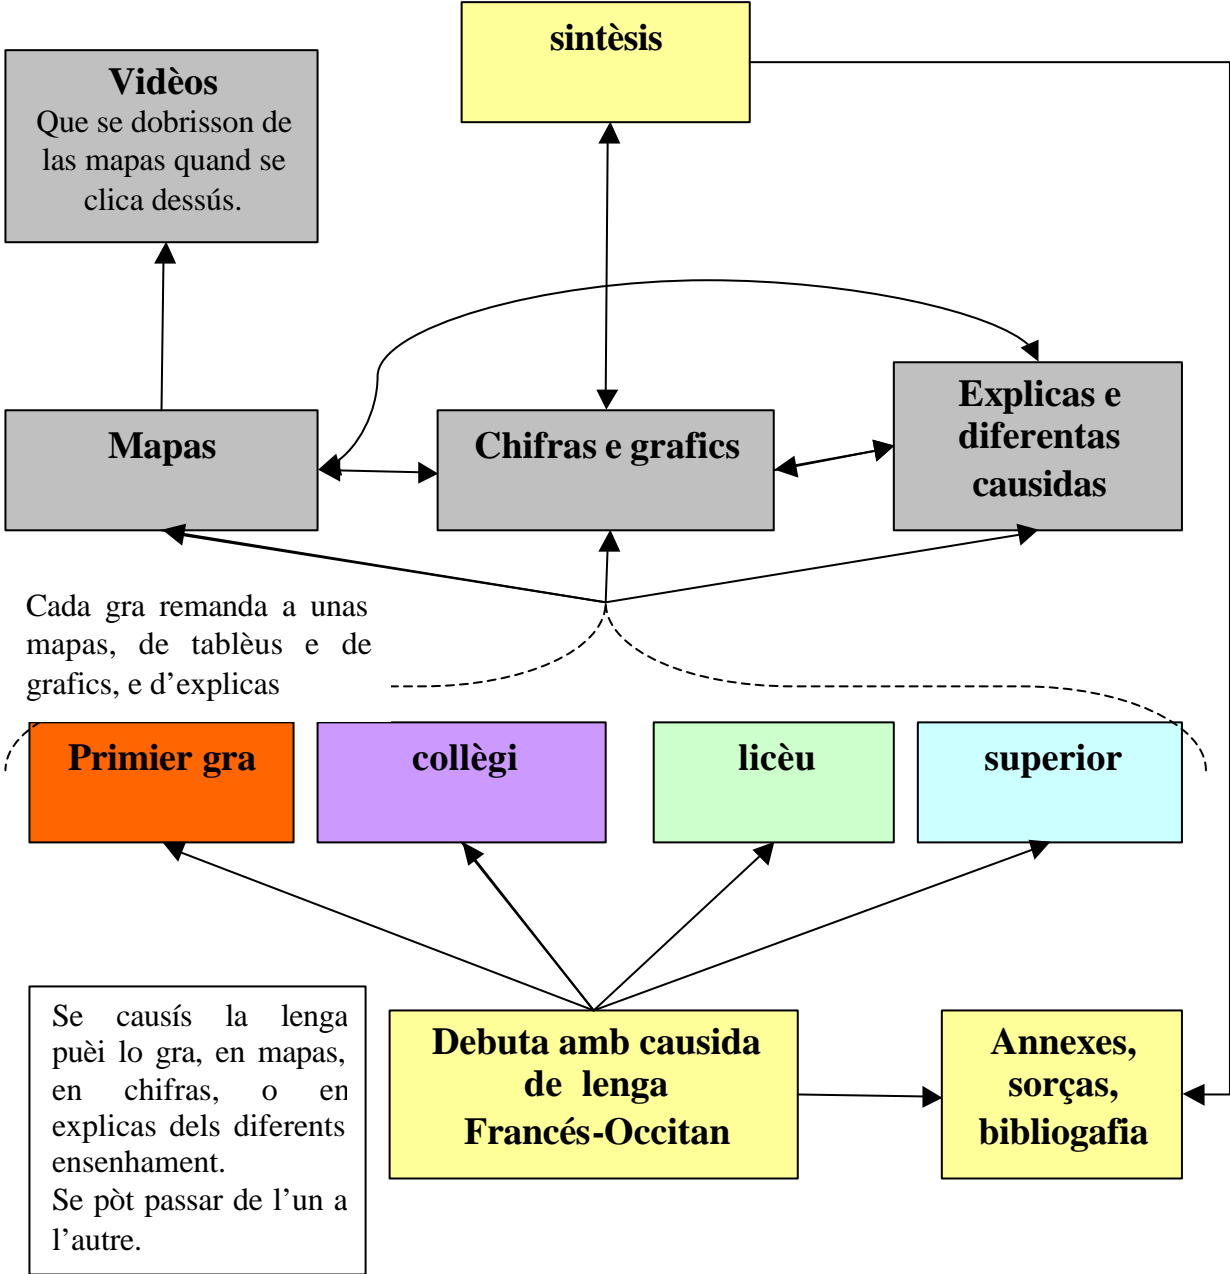 sintèsis
Vidèos
Que se dobrisson de
las mapas quand se
clica dessús.
Mapas
Chifras e grafics
Explicas e
diferentas
causidas
Cada gra remanda a unas
mapas, de tablèus e de
grafics, e d’explicas
Primier gra
collègi
licèu
superior
Se causís la lenga
puèi lo gra, en mapas,
en chifras, o en
explicas dels diferents
ensenhament.
Se pòt passar de l’un a
l’autre.
Debuta amb causida
de lenga
Francés-Occitan
Annexes,
sorças,
bibliogafia